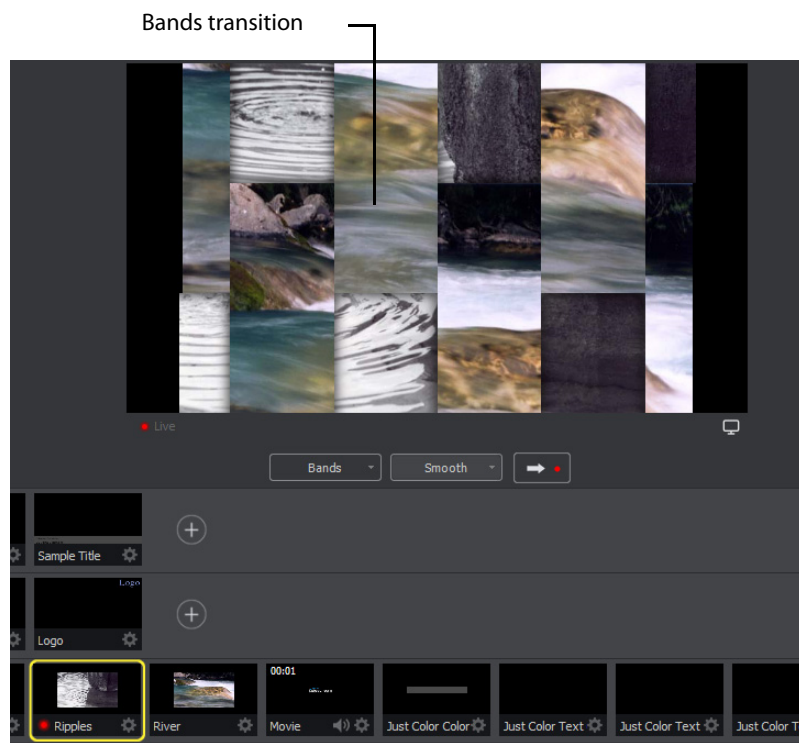 Bands transition
Live
Bands
Smooth
Sample Title
Logo
Logo
00:01
Ripples
River
Movie
Just Color Color
Just Color Text
Just Color Text
Just Color T